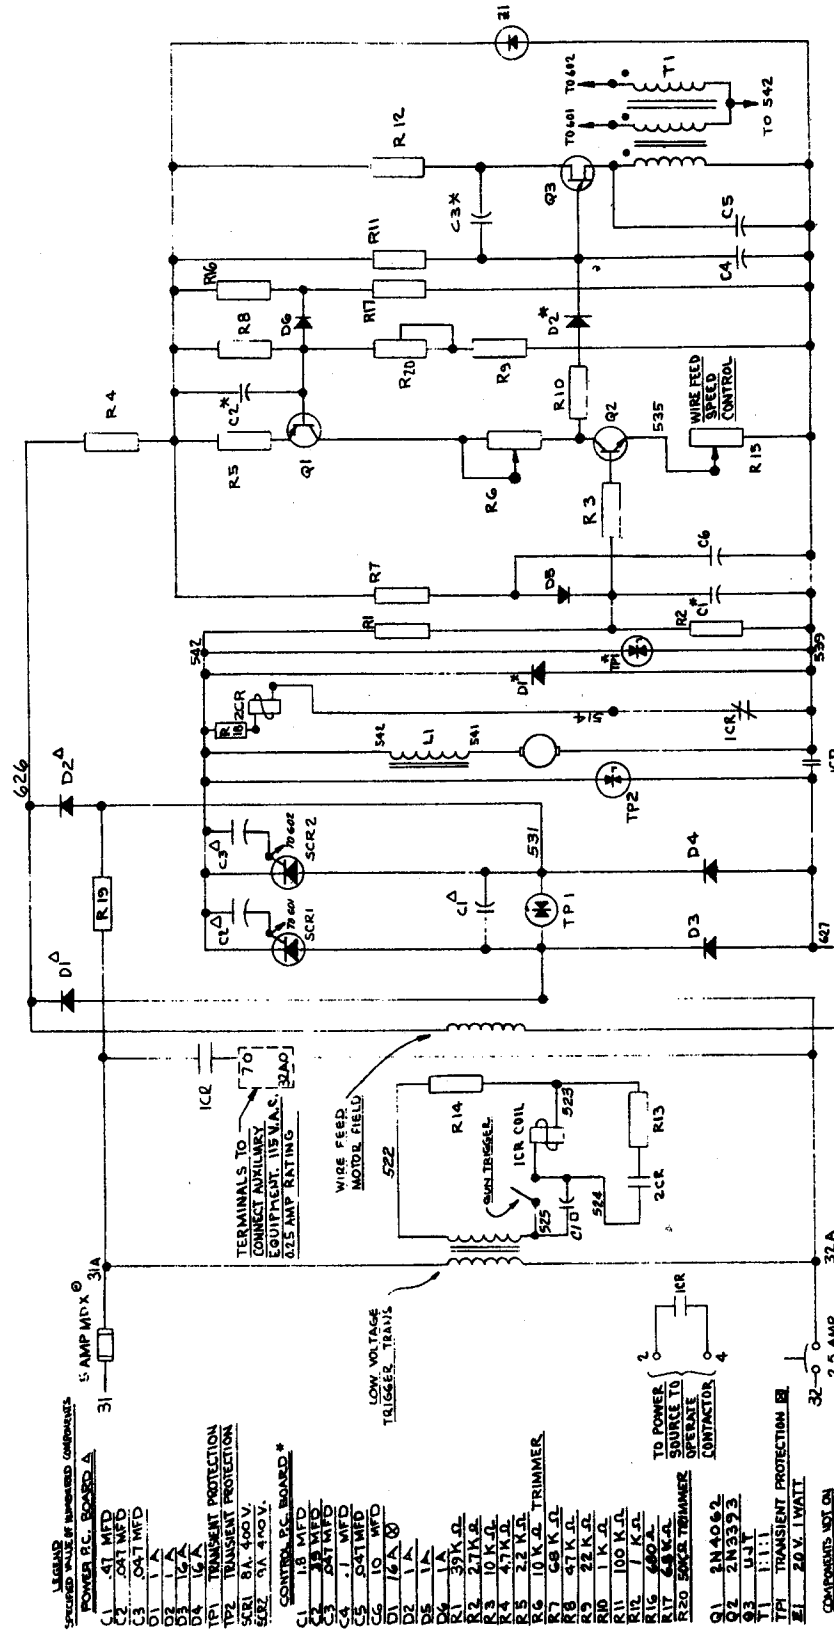 LEGEND
SPECIFIED VALUE OF NUMBERED COMPONENTS
POWER P.C. BOARD △
C1 .47 MFD
C2 .047 MFD
C3 .047 MFD
D1 1 A
D2 1 A
D3 16 A
D4 16 A
TP1 TRANSIENT PROTECTION
TP2 TRANSIENT PROTECTION
SCR1 8A 400 V.
SCR2
CONTROL P.C. BOARD *
C1 1.8 MFD
C2 MFD
C3 .047 MFD
C4 .1 MFD
C5 .047 MFD
C6 10 MFD
D1 16 A ⊗
D2 1 A
D5 1 A
D6 1 A
R1 39 K Ω
R2 2.7 K Ω
R3 10 K Ω
R4 4.7 K Ω
R5 2.2 K Ω
R6 10 K Ω TRIMMER
R7 68 K Ω
R8 47 K Ω
R9 22 K Ω
R10 1 K Ω
R11 100 K Ω
R12 1 K Ω
R16 680 Ω
R17 6.8 K Ω
R20 50K Ω TRIMMER
Q1 2N4062
Q2 2N3393
Q3 UJT
T1 1:1:1
TP1 TRANSIENT PROTECTION
Z1 20 V. 1 WATT
COMPONENTS NOT ON
31
5 AMP MDX
31A
TERMINALS TO
CONNECT AUXILIARY
EQUIPMENT. 115 V.A.C.
0.25 AMP RATING
1CR
70
32A0
LOW VOLTAGE
TRIGGER TRANS
WIRE FEED
MOTOR FIELD
522
R14
GUN TRIGGER
1CR COIL
523
525
C10
524
2CR
R13
TO POWER
SOURCE TO
OPERATE
CONTACTOR
2
4
1CR
32
2.5 AMP
32A
D1△
R19
D2△
626
C2△
TO 601
SCR1
C3△
TO 602
SCR2
C1△
TP1
531
D3
D4
627
TP2
542
L1
541
R18
2CR
514
1CR
542
D1*
TP1*
R1
R2
C1*
539
R7
D5
C6
R3
R4
R5
Q1
C2*
R8
D6
R16
R6
R20
R9
R17
Q2
R10
D2*
535
WIRE FEED
SPEED
CONTROL
R15
R11
C3*
R12
Q3
C4
C5
TO 601
TO 602
T1
TO 542
Z1